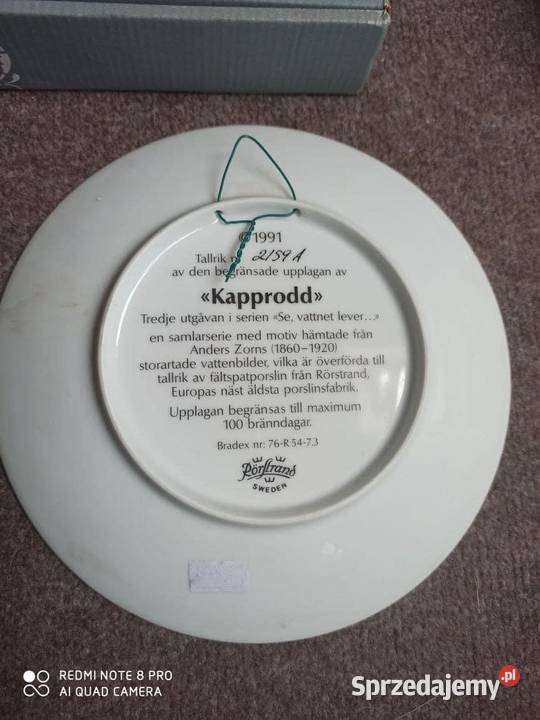 © 1991
Tallrik n 2159 A
av den begränsade upplagan av
«Kapprodd»
Tredje utgåvan i serien «Se, vattnet lever...»
en samlarserie med motiv hämtade från
Anders Zorns (1860–1920)
storartade vattenbilder, vilka är överförda till
tallrik av fältspatporslin från Rörstrand,
Europas näst äldsta porslinsfabrik.
Upplagan begränsas till maximum
100 bränndagar.
Bradex nr: 76-R 54-7.3
Rörstrand
SWEDEN
REDMI NOTE 8 PRO
AI QUAD CAMERA
Sprzedajemy.pl